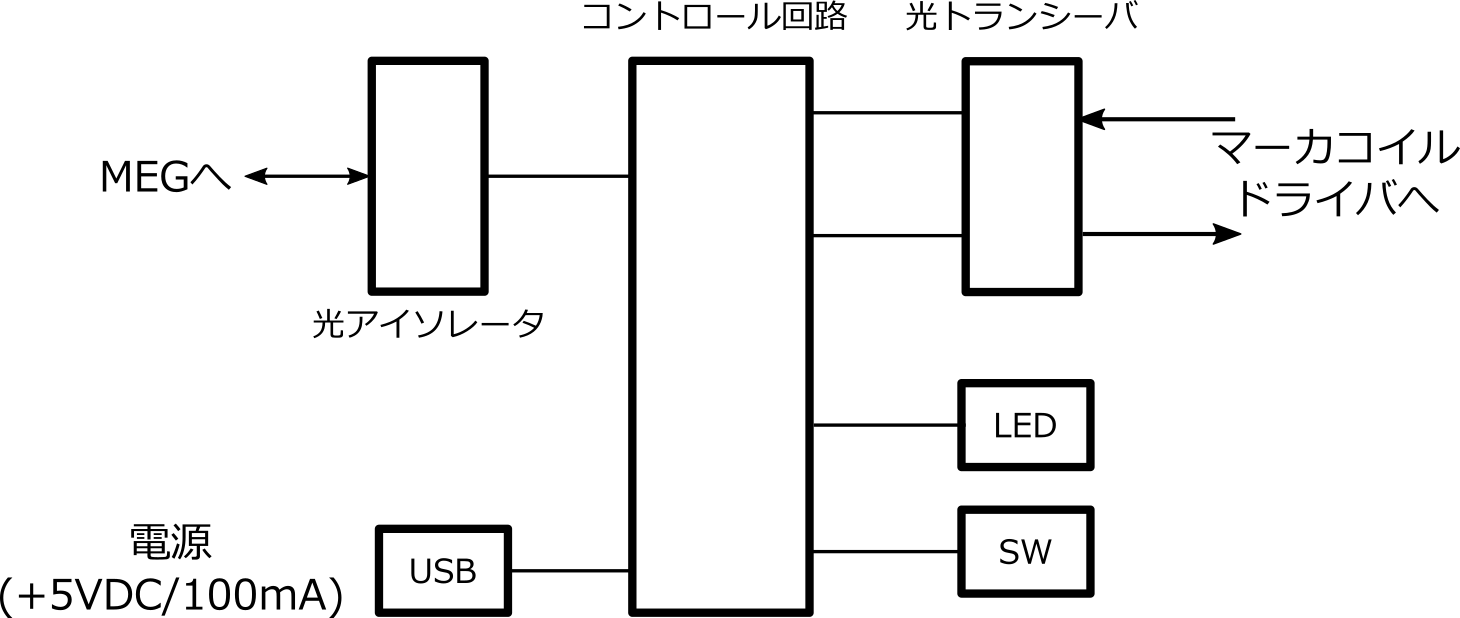 コントロール回路
光トランシーバ
MEGへ
マーカコイル
ドライバへ
光アイソレータ
LED
SW
電源
(+5VDC/100mA)
USB